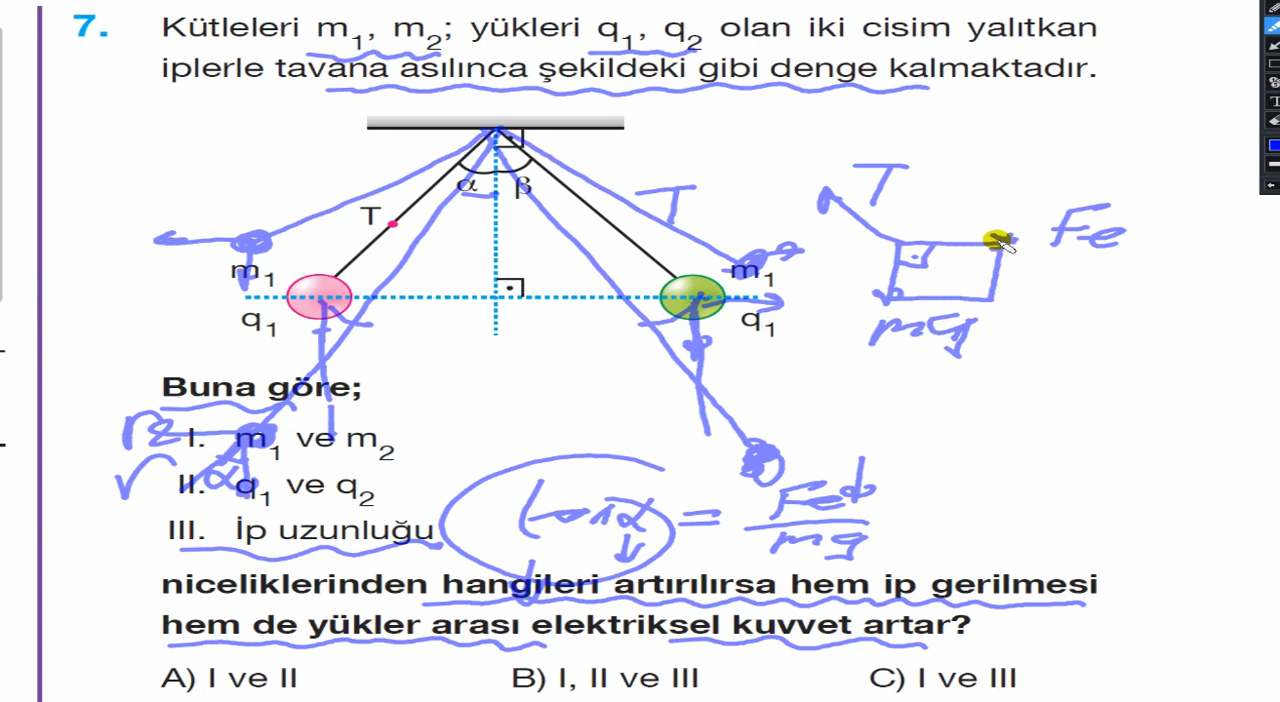 7. Kütleleri m1, m2; yükleri q1, q2 olan iki cisim yalıtkan
iplerle tavana asılınca şekildeki gibi denge kalmaktadır.
α β
T
T
T
Fe
m1
m1
q1
q1
mg
Buna göre;
I. m1 ve m2
II. q1 ve q2
α
III. İp uzunluğu
tanα = Fe / mg
niceliklerinden hangileri artırılırsa hem ip gerilmesi
hem de yükler arası elektriksel kuvvet artar?
A) I ve II B) I, II ve III C) I ve III